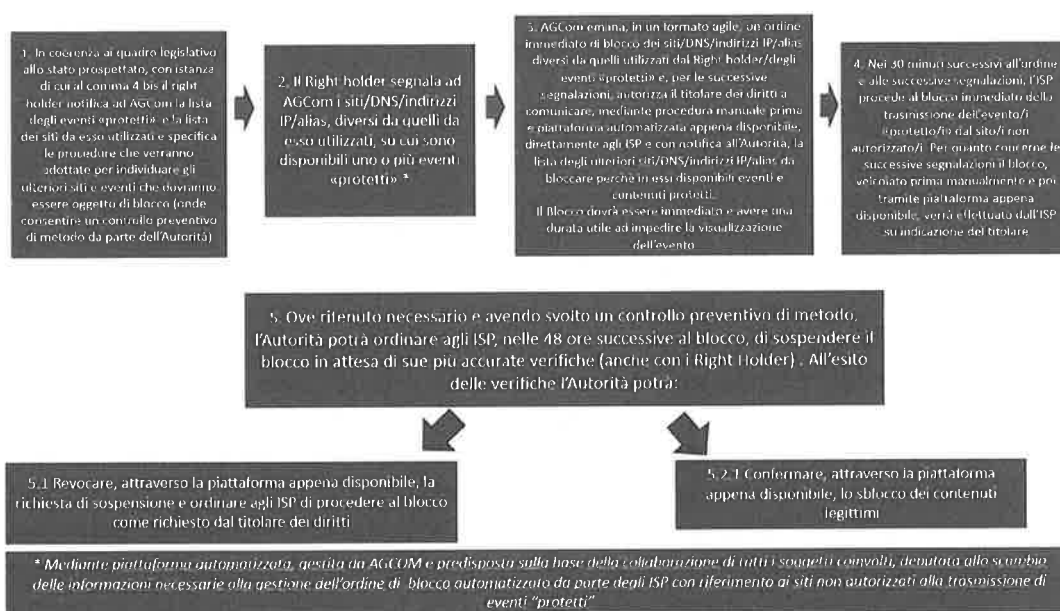 1. In coerenza al quadro legislativo
allo stato prospettato, con istanza
di cui al comma 4 bis il right
holder notifica ad AGCom la lista
degli eventi «protetti» e la lista
dei siti da esso utilizzati e specifica
le procedure che verranno
adottate per individuare gli
ulteriori siti e eventi che dovranno
essere oggetto di blocco (onde
consentire un controllo preventivo
di metodo da parte dell'Autorità)
2. Il Right holder segnala ad
AGCom i siti/DNS/indirizzi
IP/alias, diversi da quelli da
esso utilizzati, su cui sono
disponibili uno o più eventi
«protetti» *
3. AGCom emana, in un formato agile, un ordine
immediato di blocco dei siti/DNS/indirizzi IP/alias
diversi da quelli utilizzati dal Right holder/degli
eventi «protetti» e, per le successive
segnalazioni, autorizza il titolare dei diritti a
comunicare, mediante procedura manuale prima
e piattaforma automatizzata appena disponibile,
direttamente agli ISP e con notifica all'Autorità, la
lista degli ulteriori siti/DNS/indirizzi IP/alias da
bloccare perché in essi disponibili eventi e
contenuti protetti.
Il Blocco dovrà essere immediato e avere una
durata utile ad impedire la visualizzazione
dell'evento
4. Nei 30 minuti successivi all'ordine
e alle successive segnalazioni, l'ISP
procede al blocco immediato della
trasmissione dell'evento/i
«protetto/i» dal sito/i non
autorizzato/i. Per quanto concerne le
successive segnalazioni il blocco,
veicolato prima manualmente e poi
tramite piattaforma appena
disponibile, verrà effettuato dall'ISP
su indicazione del titolare
5. Ove ritenuto necessario e avendo svolto un controllo preventivo di metodo,
l'Autorità potrà ordinare agli ISP, nelle 48 ore successive al blocco, di sospendere il
blocco in attesa di sue più accurate verifiche (anche con i Right Holder) . All'esito
delle verifiche l'Autorità potrà:
5.1 Revocare, attraverso la piattaforma appena disponibile, la
richiesta di sospensione e ordinare agli ISP di procedere al blocco
come richiesto dal titolare dei diritti
5.2.1 Confermare, attraverso la piattaforma
appena disponibile, lo sblocco dei contenuti
legittimi
* Mediante piattaforma automatizzata, gestita da AGCOM e predisposta sulla base della collaborazione di tutti i soggetti coinvolti, deputata allo scambio
delle informazioni necessarie alla gestione dell'ordine di blocco automatizzato da parte degli ISP con riferimento ai siti non autorizzati alla trasmissione di
eventi "protetti"